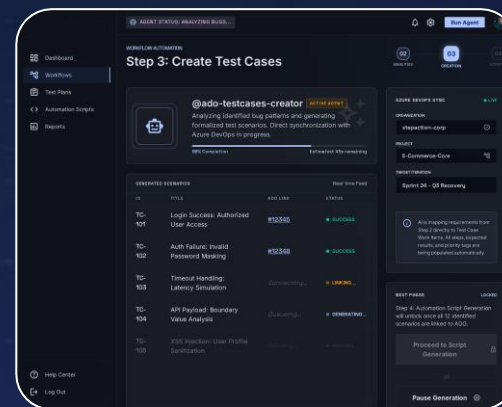 AGENT STATUS: ANALYZING BUGS...
Run Agent
Dashboard
Workflows
Test Plans
Automation Scripts
Reports
Help Center
Log Out
WORKFLOW AUTOMATION
Step 3: Create Test Cases
02
ANALYSIS
03
CREATION
@ado-testcases-creator
ACTIVE AGENT
Analyzing identified bug patterns and generating
formalized test scenarios. Direct synchronization with
Azure DevOps in progress.
Completion
GENERATED SCENARIOS
Real-time Feed
ID
TITLE
ADO LINK
STATUS
TC-
101
Login Success: Authorized
User Access
#12345
SUCCESS
TC-
102
Auth Failure: Invalid
Password Masking
#12348
SUCCESS
TC-
103
Timeout Handling:
Latency Simulation
Connecting...
LINKING...
TC-
104
API Payload: Boundary
Value Analysis
Queueing...
GENERATING...
TC-
105
XSS Injection: User Profile
Sanitization
AZURE DEVOPS SYNC
LIVE
ORGANIZATION
stepaction-corp
PROJECT
E-Commerce-Core
TARGET ITERATION
Sprint 24 - Q3 Recovery
AI is mapping requirements from
Step 2 directly to Test Case
Work Items. All steps, expected
results, and priority tags are
being populated automatically.
NEXT PHASE
LOCKED
Step 4: Automation Script Generation
will unlock once all 12 identified
scenarios are linked to ADO.
Proceed to Script
Generation
Pause Generation